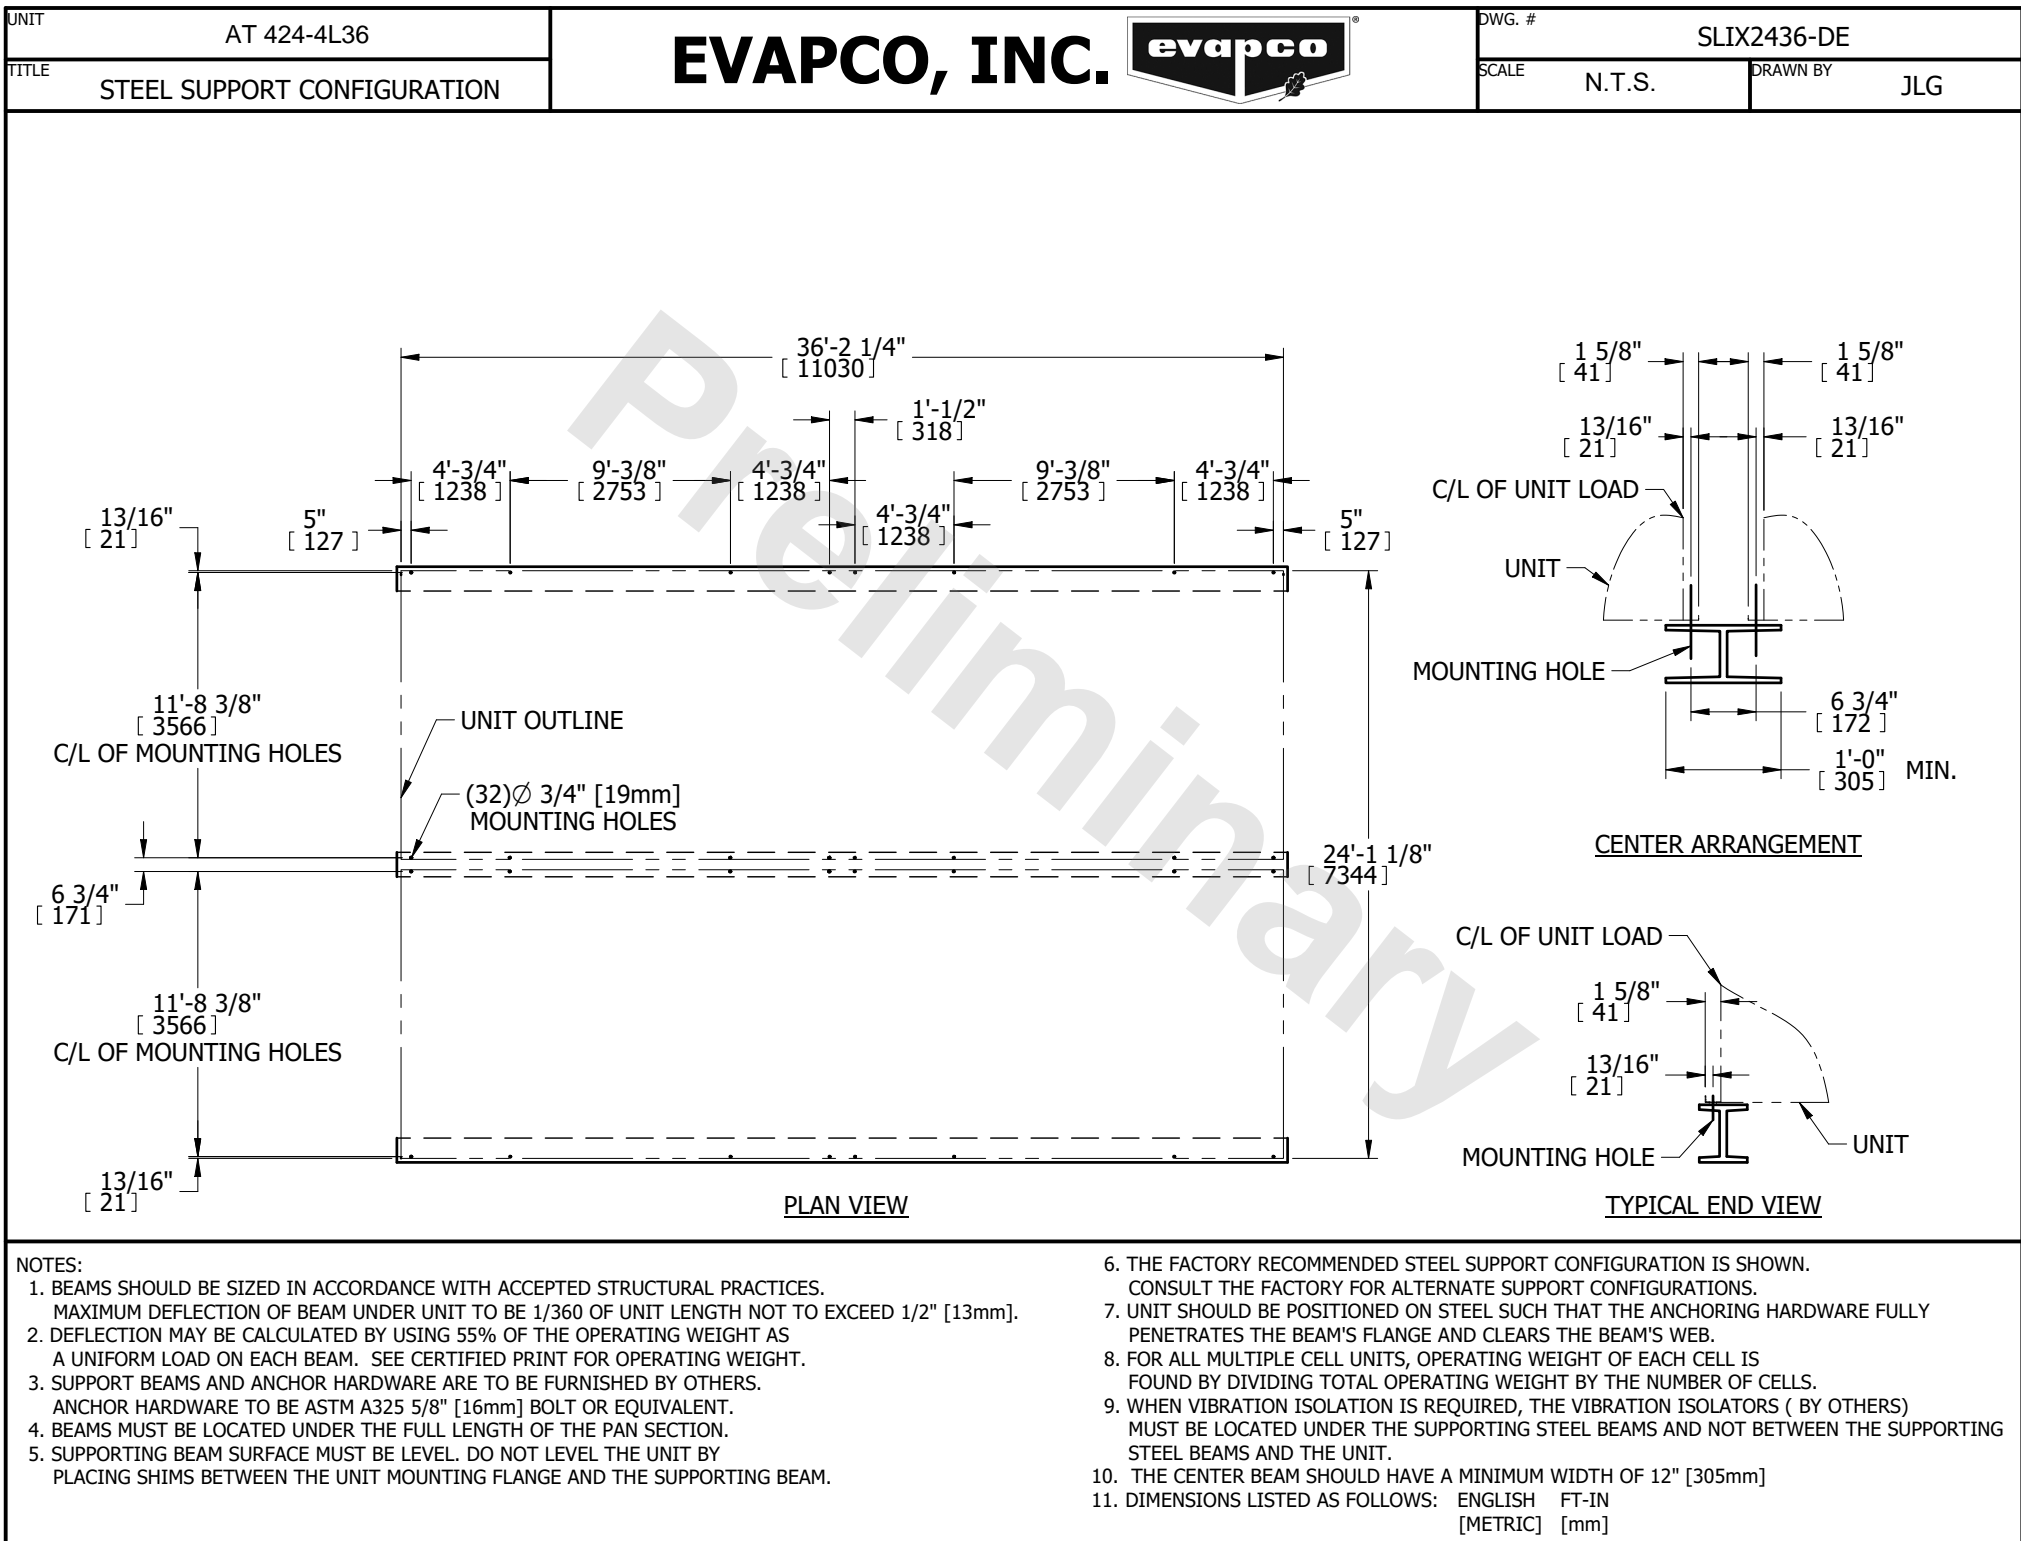 UNIT
AT 424-4L36
TITLE
STEEL SUPPORT CONFIGURATION
EVAPCO, INC.
evapco
®
DWG. #
SLIX2436-DE
SCALE
N.T.S.
DRAWN BY
JLG
Preliminary
36'-2 1/4"
[ 11030 ]
1'-1/2"
[ 318 ]
4'-3/4"
[ 1238 ]
9'-3/8"
[ 2753 ]
4'-3/4"
[ 1238 ]
9'-3/8"
[ 2753 ]
4'-3/4"
[ 1238 ]
4'-3/4"
[ 1238 ]
13/16"
[ 21 ]
5"
[ 127 ]
5"
[ 127 ]
11'-8 3/8"
[ 3566 ]
C/L OF MOUNTING HOLES
UNIT OUTLINE
(32)∅ 3/4" [19mm]
MOUNTING HOLES
6 3/4"
[ 171 ]
24'-1 1/8"
[ 7344 ]
11'-8 3/8"
[ 3566 ]
C/L OF MOUNTING HOLES
13/16"
[ 21 ]
PLAN VIEW
1 5/8"
[ 41 ]
1 5/8"
[ 41 ]
13/16"
[ 21 ]
13/16"
[ 21 ]
C/L OF UNIT LOAD
UNIT
MOUNTING HOLE
6 3/4"
[ 172 ]
1'-0"
[ 305 ]
MIN.
CENTER ARRANGEMENT
C/L OF UNIT LOAD
1 5/8"
[ 41 ]
13/16"
[ 21 ]
MOUNTING HOLE
UNIT
TYPICAL END VIEW
NOTES:
1. BEAMS SHOULD BE SIZED IN ACCORDANCE WITH ACCEPTED STRUCTURAL PRACTICES.
MAXIMUM DEFLECTION OF BEAM UNDER UNIT TO BE 1/360 OF UNIT LENGTH NOT TO EXCEED 1/2" [13mm].
2. DEFLECTION MAY BE CALCULATED BY USING 55% OF THE OPERATING WEIGHT AS
A UNIFORM LOAD ON EACH BEAM. SEE CERTIFIED PRINT FOR OPERATING WEIGHT.
3. SUPPORT BEAMS AND ANCHOR HARDWARE ARE TO BE FURNISHED BY OTHERS.
ANCHOR HARDWARE TO BE ASTM A325 5/8" [16mm] BOLT OR EQUIVALENT.
4. BEAMS MUST BE LOCATED UNDER THE FULL LENGTH OF THE PAN SECTION.
5. SUPPORTING BEAM SURFACE MUST BE LEVEL. DO NOT LEVEL THE UNIT BY
PLACING SHIMS BETWEEN THE UNIT MOUNTING FLANGE AND THE SUPPORTING BEAM.
6. THE FACTORY RECOMMENDED STEEL SUPPORT CONFIGURATION IS SHOWN.
CONSULT THE FACTORY FOR ALTERNATE SUPPORT CONFIGURATIONS.
7. UNIT SHOULD BE POSITIONED ON STEEL SUCH THAT THE ANCHORING HARDWARE FULLY
PENETRATES THE BEAM'S FLANGE AND CLEARS THE BEAM'S WEB.
8. FOR ALL MULTIPLE CELL UNITS, OPERATING WEIGHT OF EACH CELL IS
FOUND BY DIVIDING TOTAL OPERATING WEIGHT BY THE NUMBER OF CELLS.
9. WHEN VIBRATION ISOLATION IS REQUIRED, THE VIBRATION ISOLATORS ( BY OTHERS)
MUST BE LOCATED UNDER THE SUPPORTING STEEL BEAMS AND NOT BETWEEN THE SUPPORTING
STEEL BEAMS AND THE UNIT.
10. THE CENTER BEAM SHOULD HAVE A MINIMUM WIDTH OF 12" [305mm]
11. DIMENSIONS LISTED AS FOLLOWS: ENGLISH FT-IN
[METRIC] [mm]